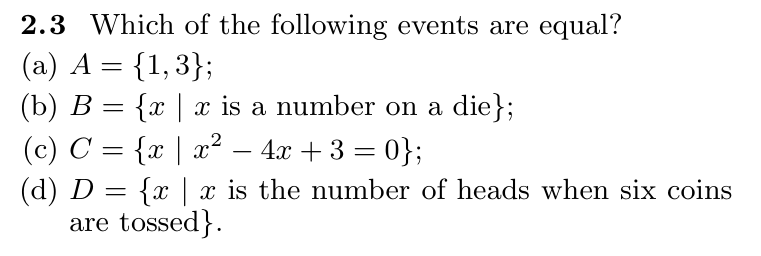 2.3 Which of the following events are equal?
(a) A = {1, 3};
(b) B = {x | x is a number on a die};
(c) C = {x | x² − 4x + 3 = 0};
(d) D = {x | x is the number of heads when six coins
are tossed}.